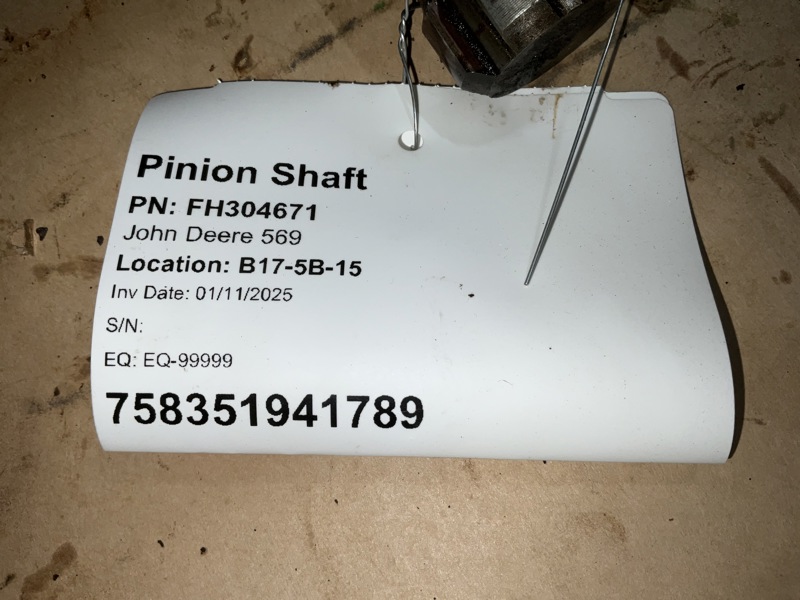 Pinion Shaft
PN: FH304671
John Deere 569
Location: B17-5B-15
Inv Date: 01/11/2025
S/N:
EQ: EQ-99999
758351941789